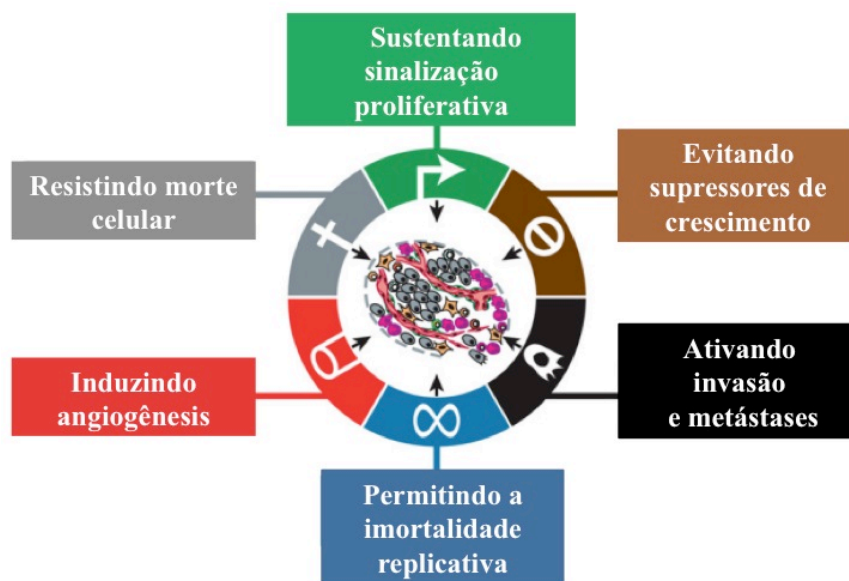 Sustentando
sinalização
proliferativa
Resistindo morte
celular
Evitando
supressores de
crescimento
Induzindo
angiogênesis
Ativando
invasão
e metástases
Permitindo a
imortalidade
replicativa